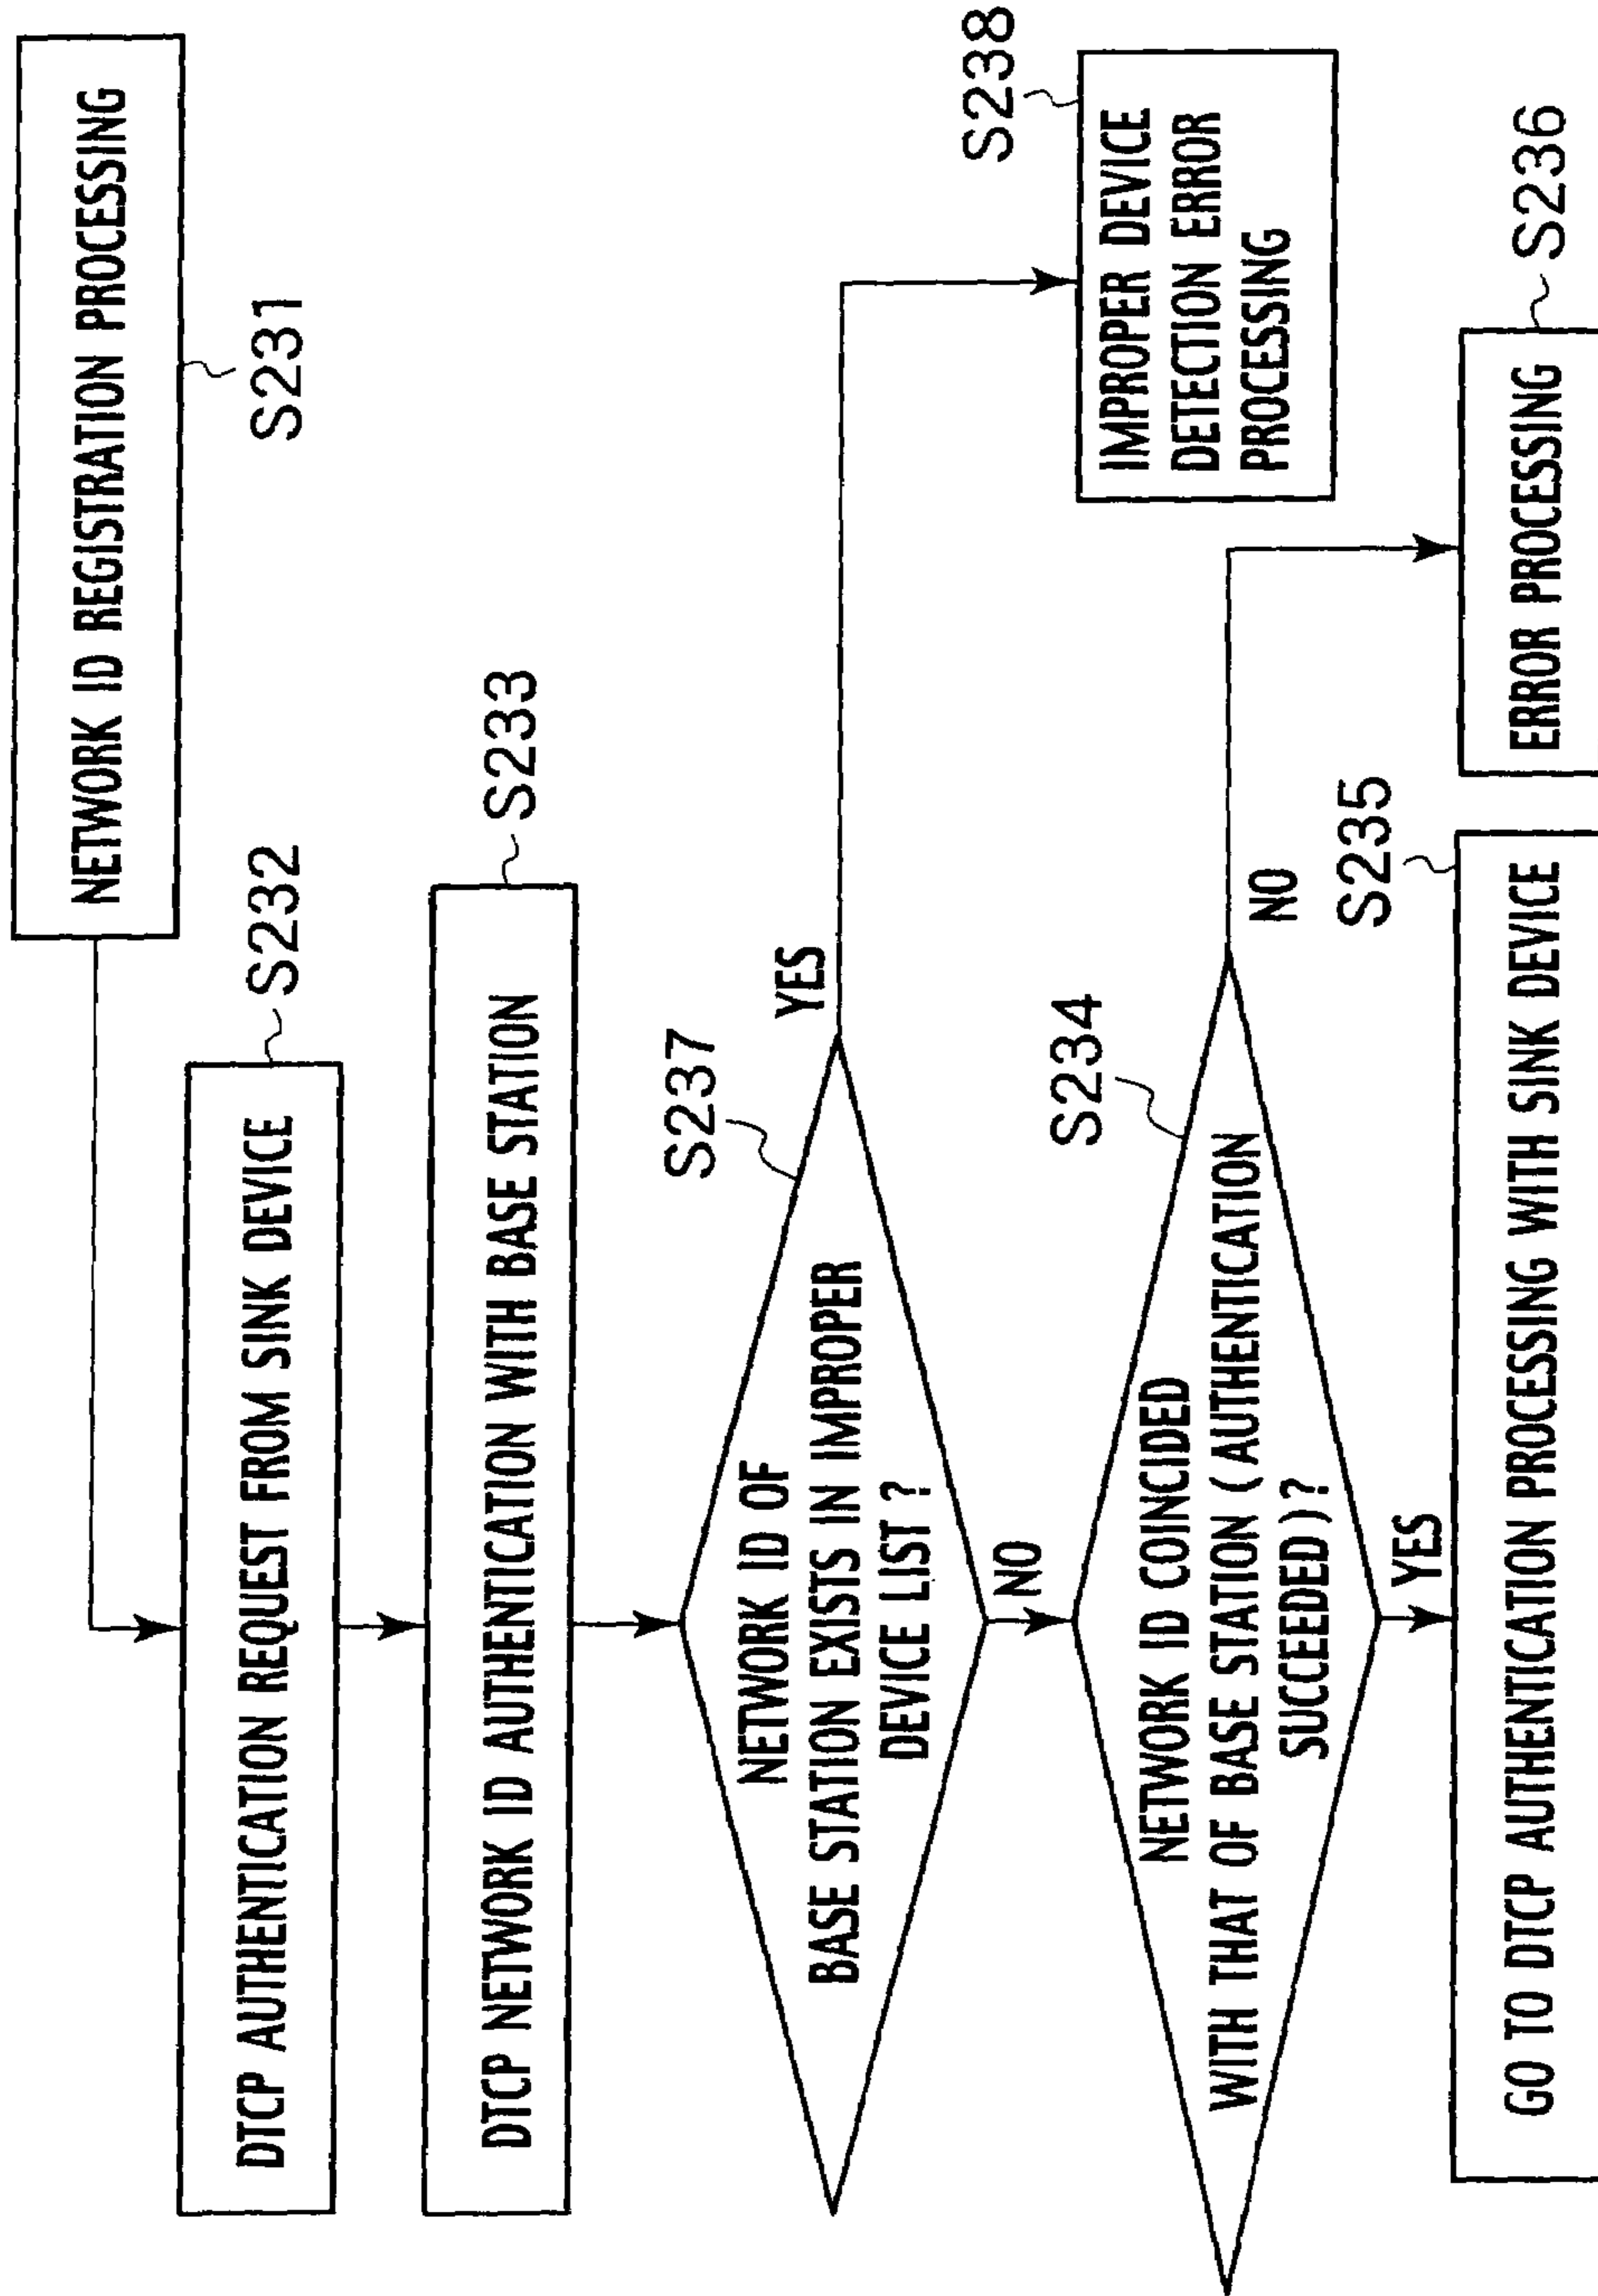 NETWORK ID REGISTRATION PROCESSING
S231
DTCP AUTHENTICATION REQUEST FROM SINK DEVICE
S232
DTCP NETWORK ID AUTHENTICATION WITH BASE STATION
S233
NETWORK ID OF
BASE STATION EXISTS IN IMPROPER
DEVICE LIST ?
S237
YES
NO
IMPROPER DEVICE
DETECTION ERROR
PROCESSING
S238
NETWORK ID COINCIDED
WITH THAT OF BASE STATION (AUTHENTICATION
SUCCEEDED)?
S234
NO
YES
GO TO DTCP AUTHENTICATION PROCESSING WITH SINK DEVICE
S235
ERROR PROCESSING
S236